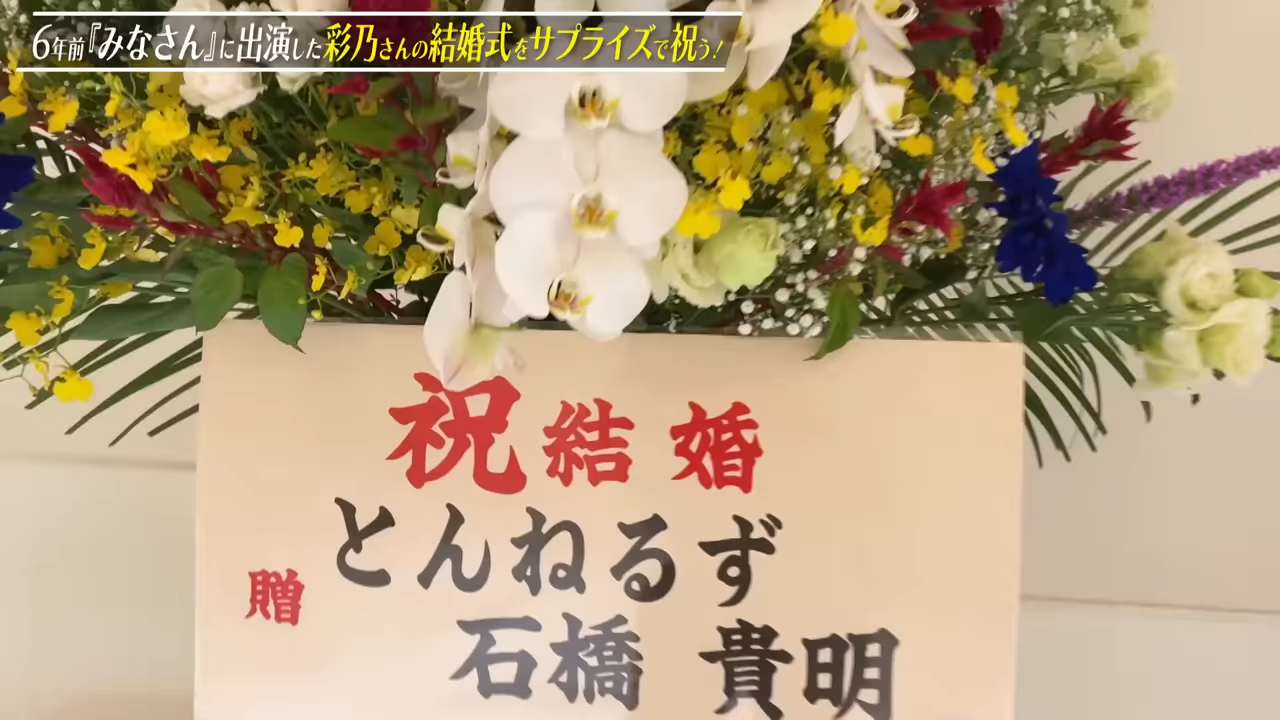 6年前『みなさん』に出演した彩乃さんの結婚式をサプライズで祝う!
祝結婚
とんねるず
贈
石橋 貴明